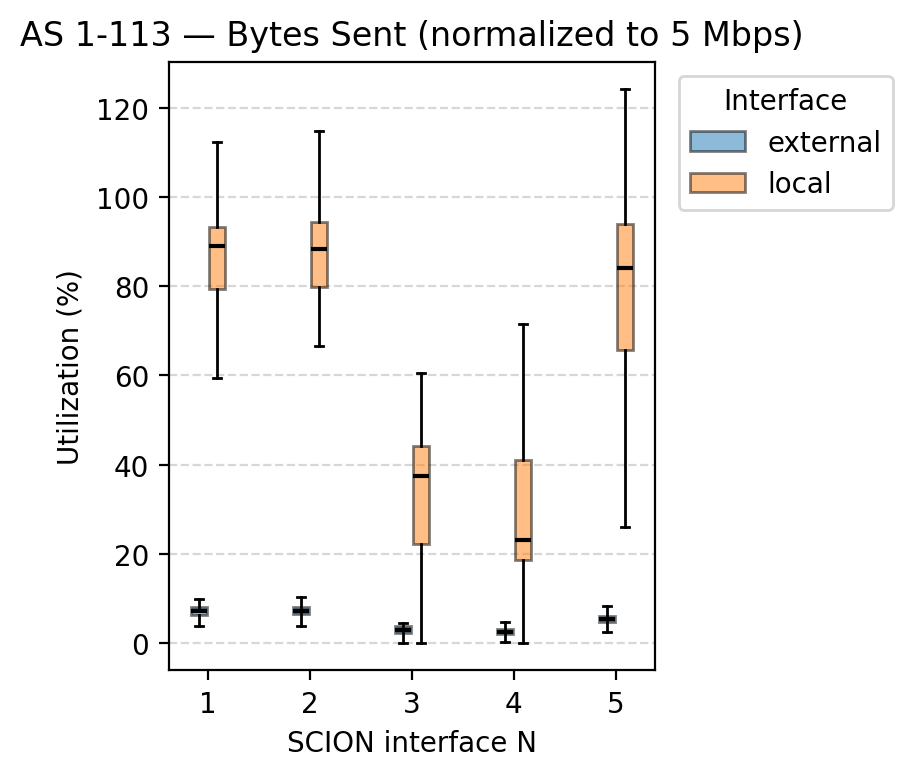 AS 1-113 — Bytes Sent (normalized to 5 Mbps)
Interface
external
local
Utilization (%)
120
100
80
60
40
20
0
1 2 3 4 5
SCION interface N